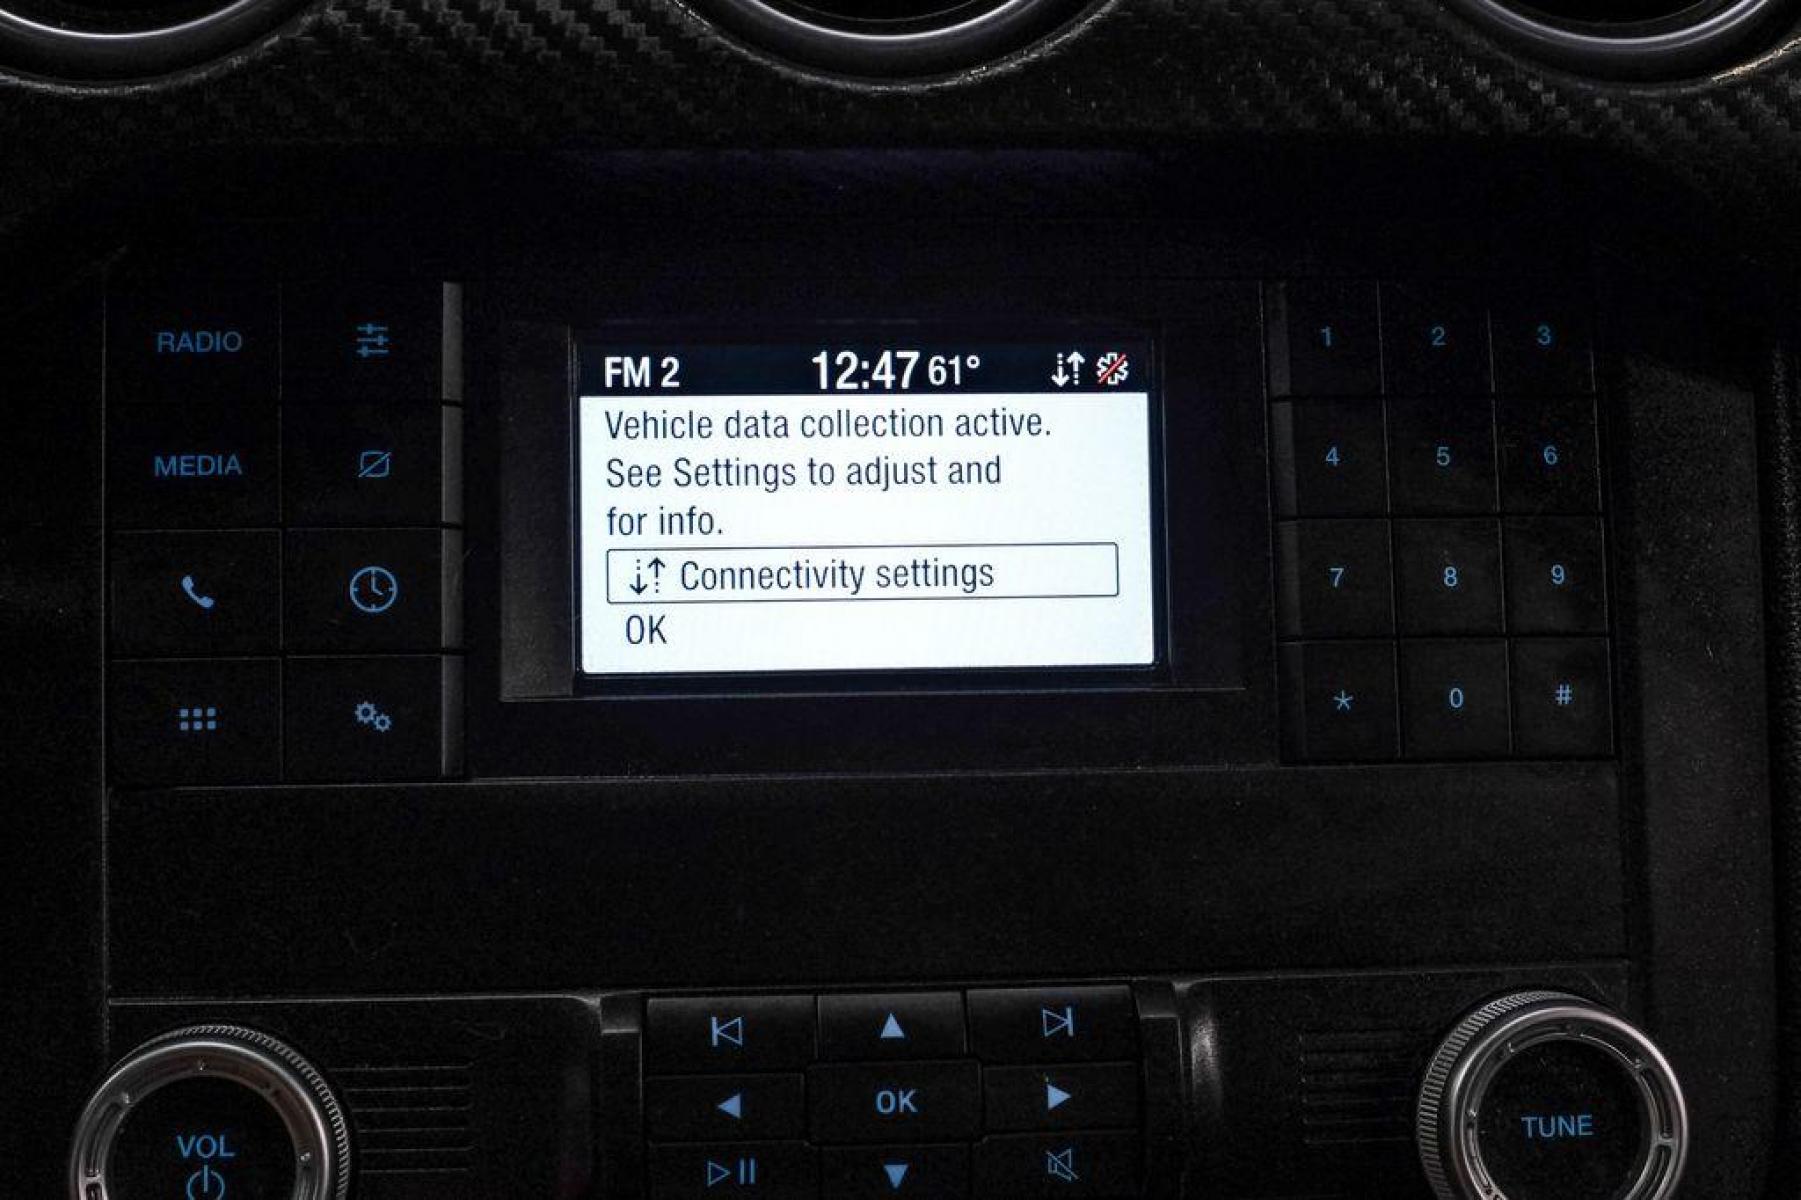 RADIO
MEDIA
FM 2 12:47 61°
Vehicle data collection active.
See Settings to adjust and
for info.
Connectivity settings
OK
1 2 3
4 5 6
7 8 9
* 0 #
VOL
OK
TUNE